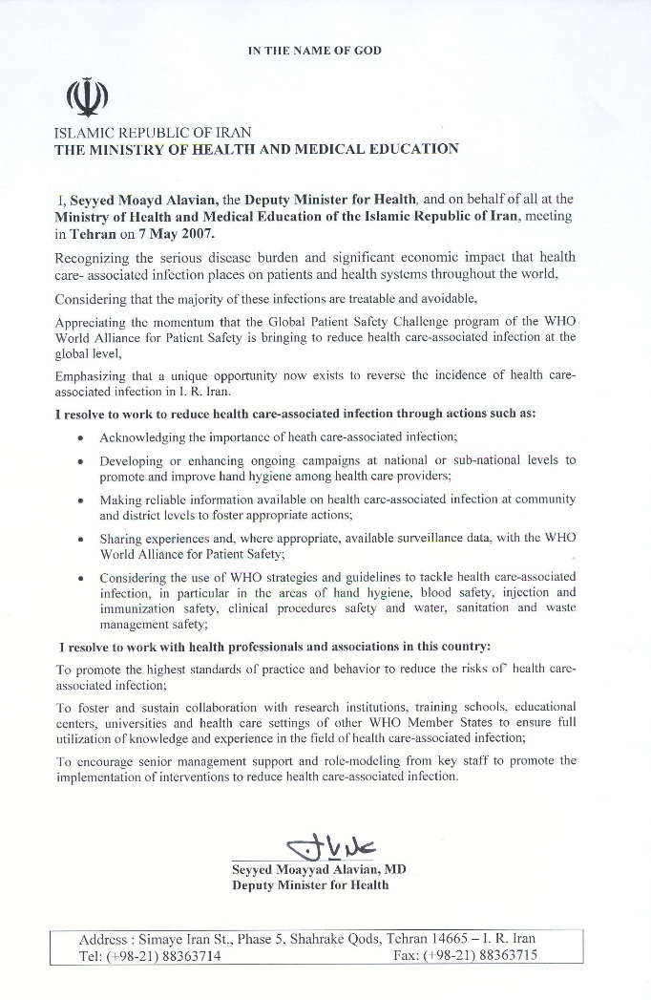 IN THE NAME OF GOD
ISLAMIC REPUBLIC OF IRAN
THE MINISTRY OF HEALTH AND MEDICAL EDUCATION
I, Seyyed Moayd Alavian, the Deputy Minister for Health, and on behalf of all at the
Ministry of Health and Medical Education of the Islamic Republic of Iran, meeting
in Tehran on 7 May 2007.
Recognizing the serious disease burden and significant economic impact that health
care- associated infection places on patients and health systems throughout the world,
Considering that the majority of these infections are treatable and avoidable,
Appreciating the momentum that the Global Patient Safety Challenge program of the WHO
World Alliance for Patient Safety is bringing to reduce health care-associated infection at the
global level,
Emphasizing that a unique opportunity now exists to reverse the incidence of health care-
associated infection in I. R. Iran.
I resolve to work to reduce health care-associated infection through actions such as:
• Acknowledging the importance of heath care-associated infection;
• Developing or enhancing ongoing campaigns at national or sub-national levels to
promote and improve hand hygiene among health care providers;
• Making reliable information available on health care-associated infection at community
and district levels to foster appropriate actions;
• Sharing experiences and, where appropriate, available surveillance data, with the WHO
World Alliance for Patient Safety;
• Considering the use of WHO strategies and guidelines to tackle health care-associated
infection, in particular in the areas of hand hygiene, blood safety, injection and
immunization safety, clinical procedures safety and water, sanitation and waste
management safety;
I resolve to work with health professionals and associations in this country:
To promote the highest standards of practice and behavior to reduce the risks of health care-
associated infection;
To foster and sustain collaboration with research institutions, training schools, educational
centers, universities and health care settings of other WHO Member States to ensure full
utilization of knowledge and experience in the field of health care-associated infection;
To encourage senior management support and role-modeling from key staff to promote the
implementation of interventions to reduce health care-associated infection.
Seyyed Moayyad Alavian, MD
Deputy Minister for Health
Address : Simaye Iran St., Phase 5, Shahrake Qods, Tehran 14665 – I. R. Iran
Tel: (+98-21) 88363714 Fax: (+98-21) 88363715